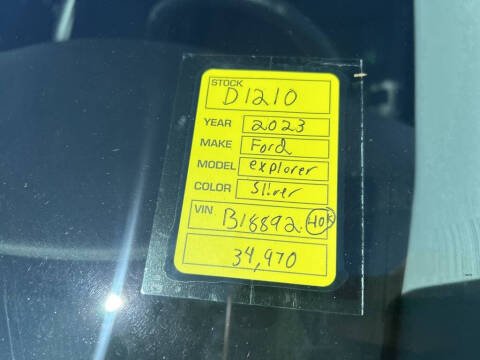 STOCK
D1210
YEAR 2023
MAKE Ford
MODEL explorer
COLOR Sliver
VIN B18892 40K
34,970